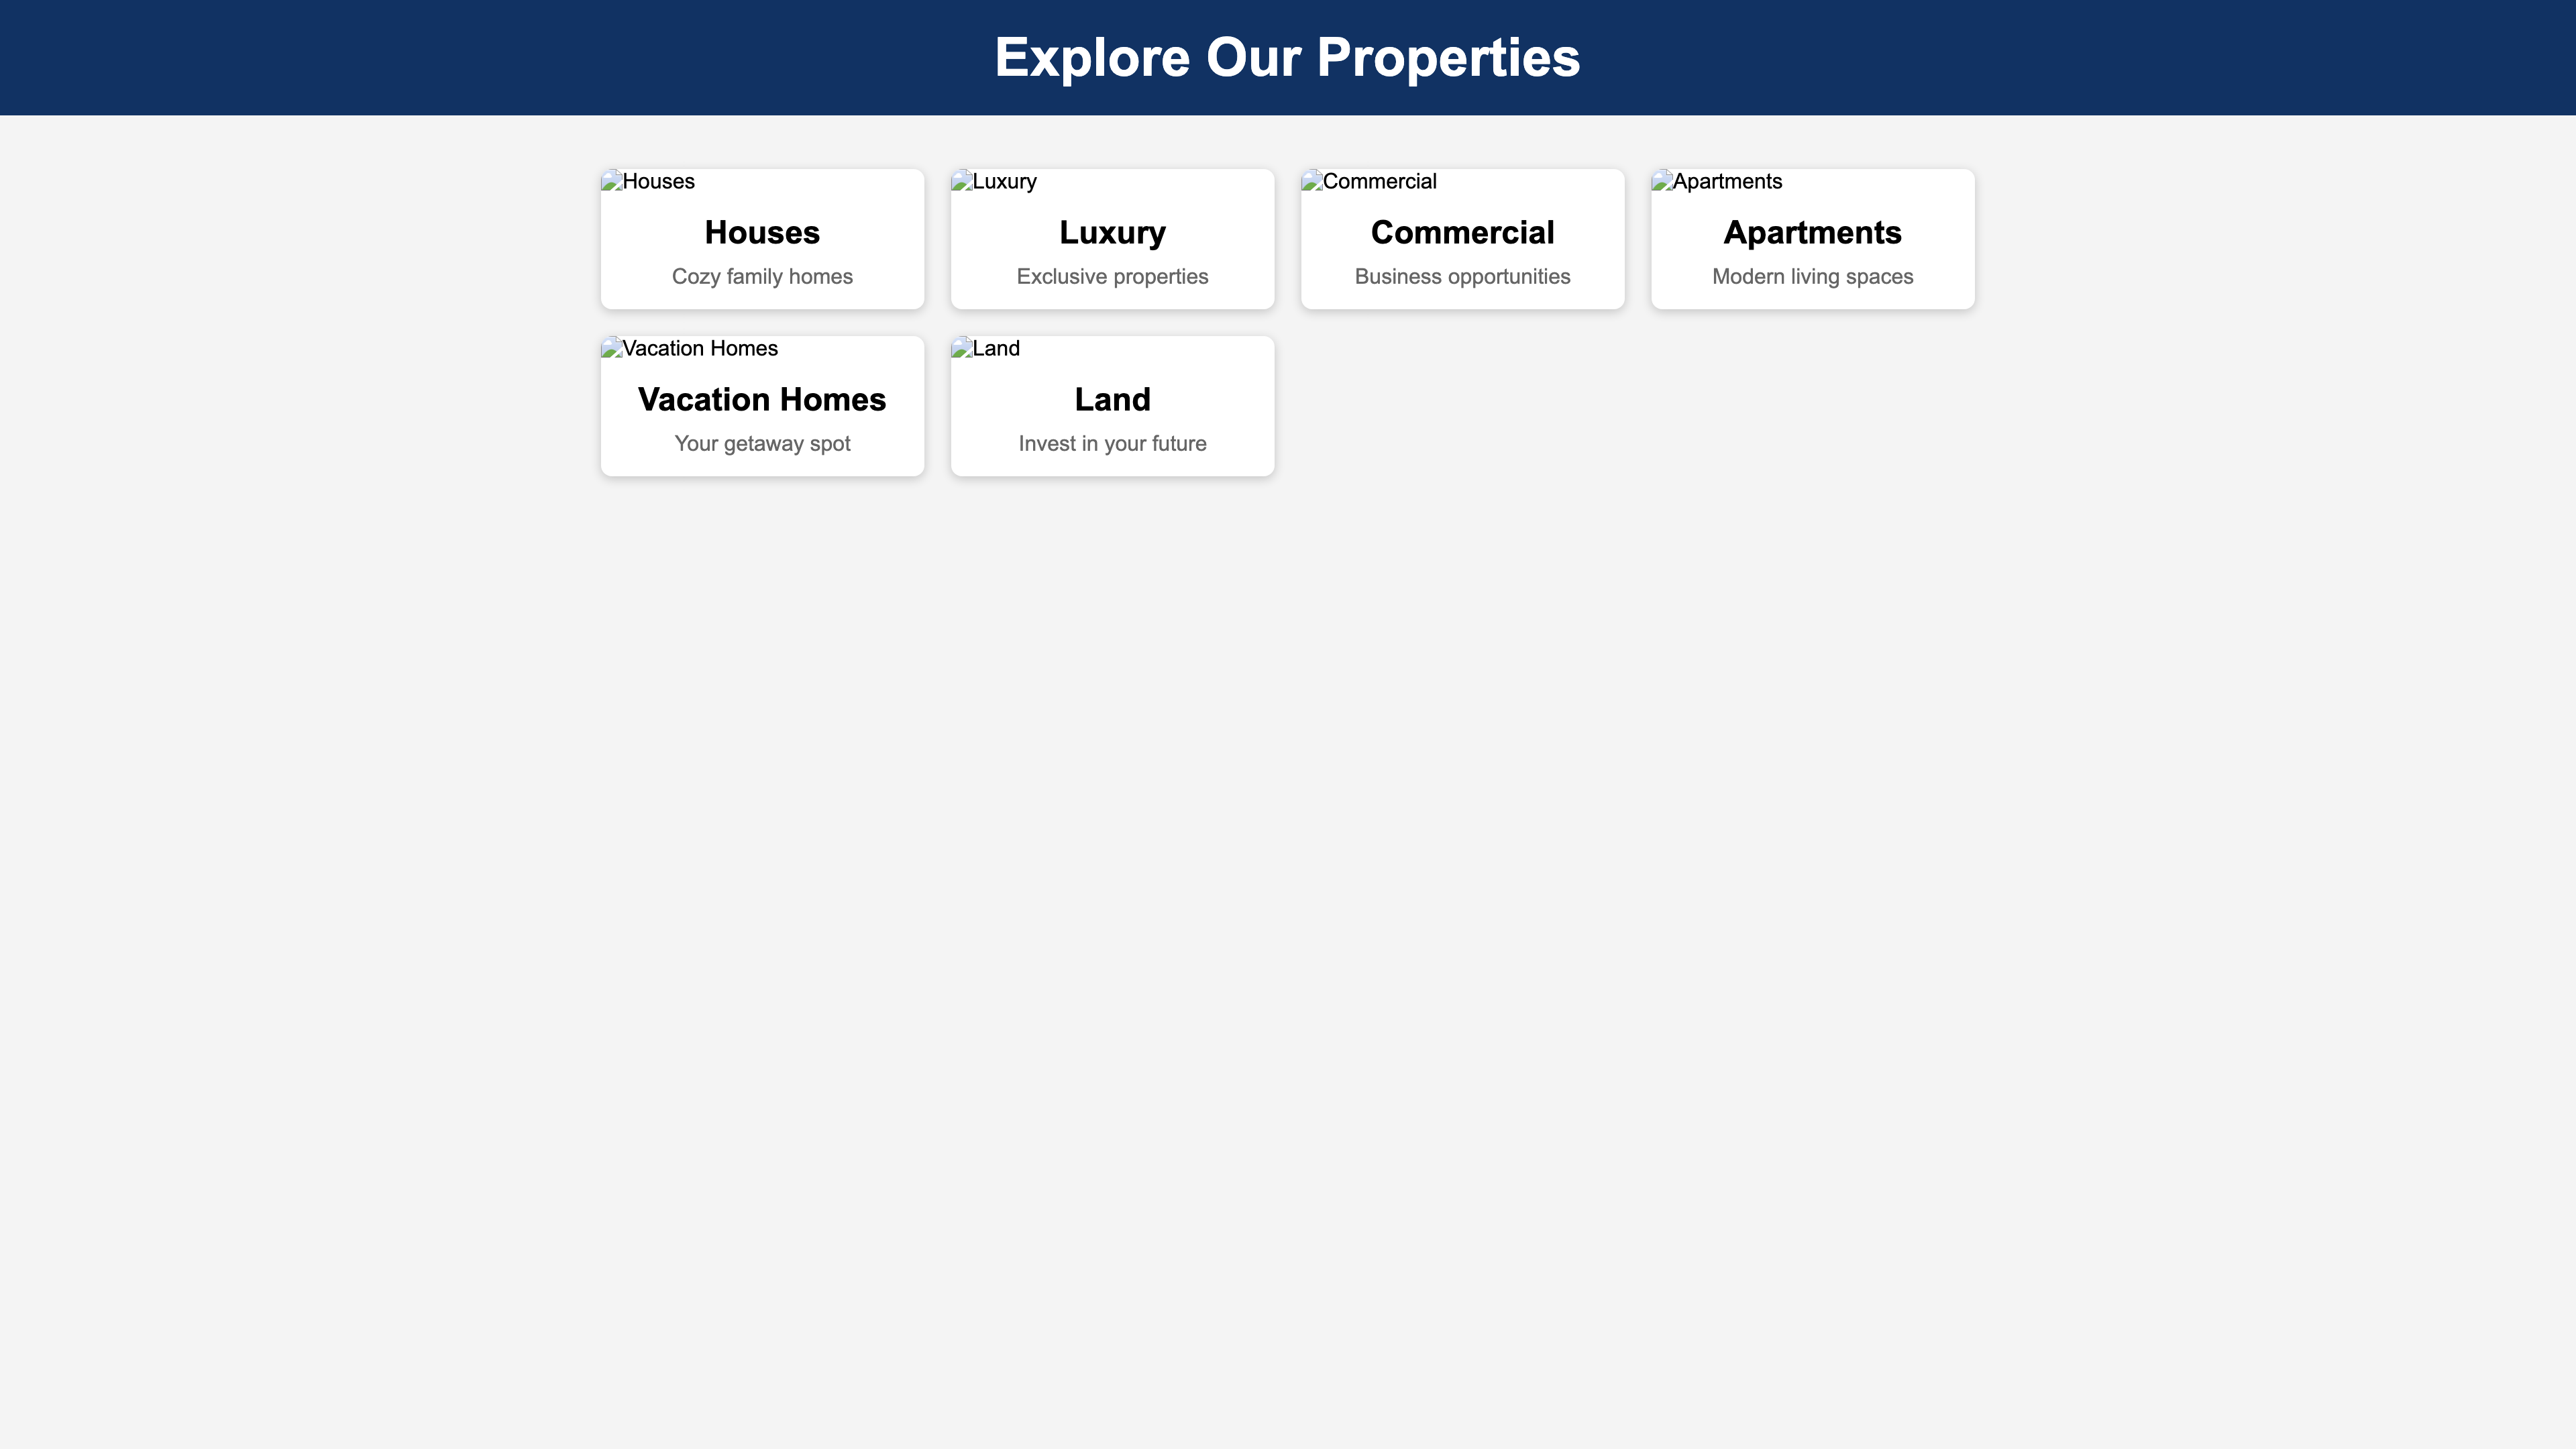 Explore Our Properties
Houses
Luxury
Commercial
Apartments
Houses
Cozy family homes
Luxury
Exclusive properties
Commercial
Business opportunities
Apartments
Modern living spaces
Vacation Homes
Land
Vacation Homes
Your getaway spot
Land
Invest in your future